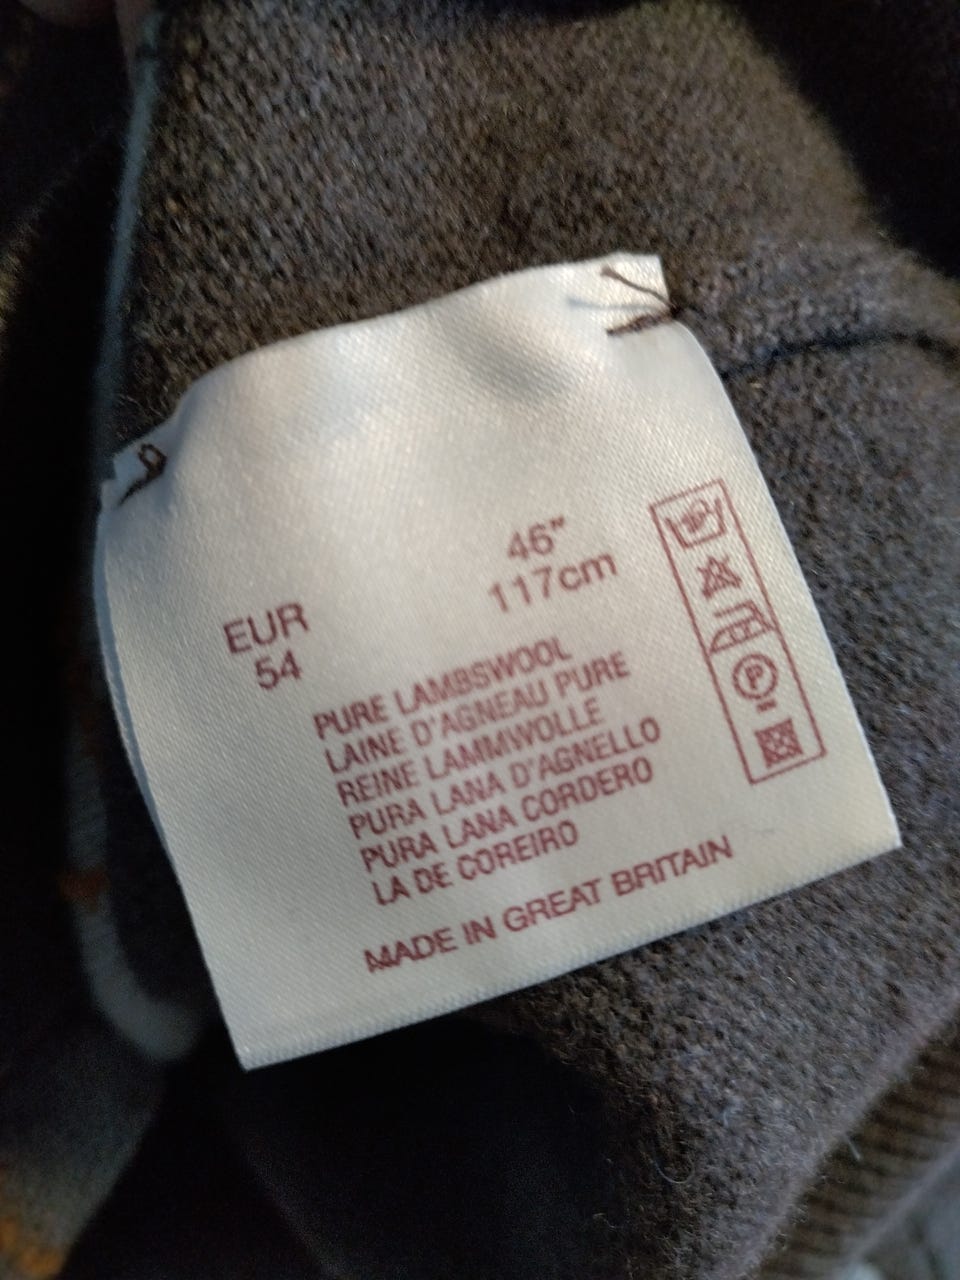 EUR
54
46"
117cm
PURE LAMBSWOOL
LAINE D'AGNEAU PURE
REINE LAMMWOLLE
PURA LANA D'AGNELLO
PURA LANA CORDERO
LA DE COREIRO
MADE IN GREAT BRITAIN
P